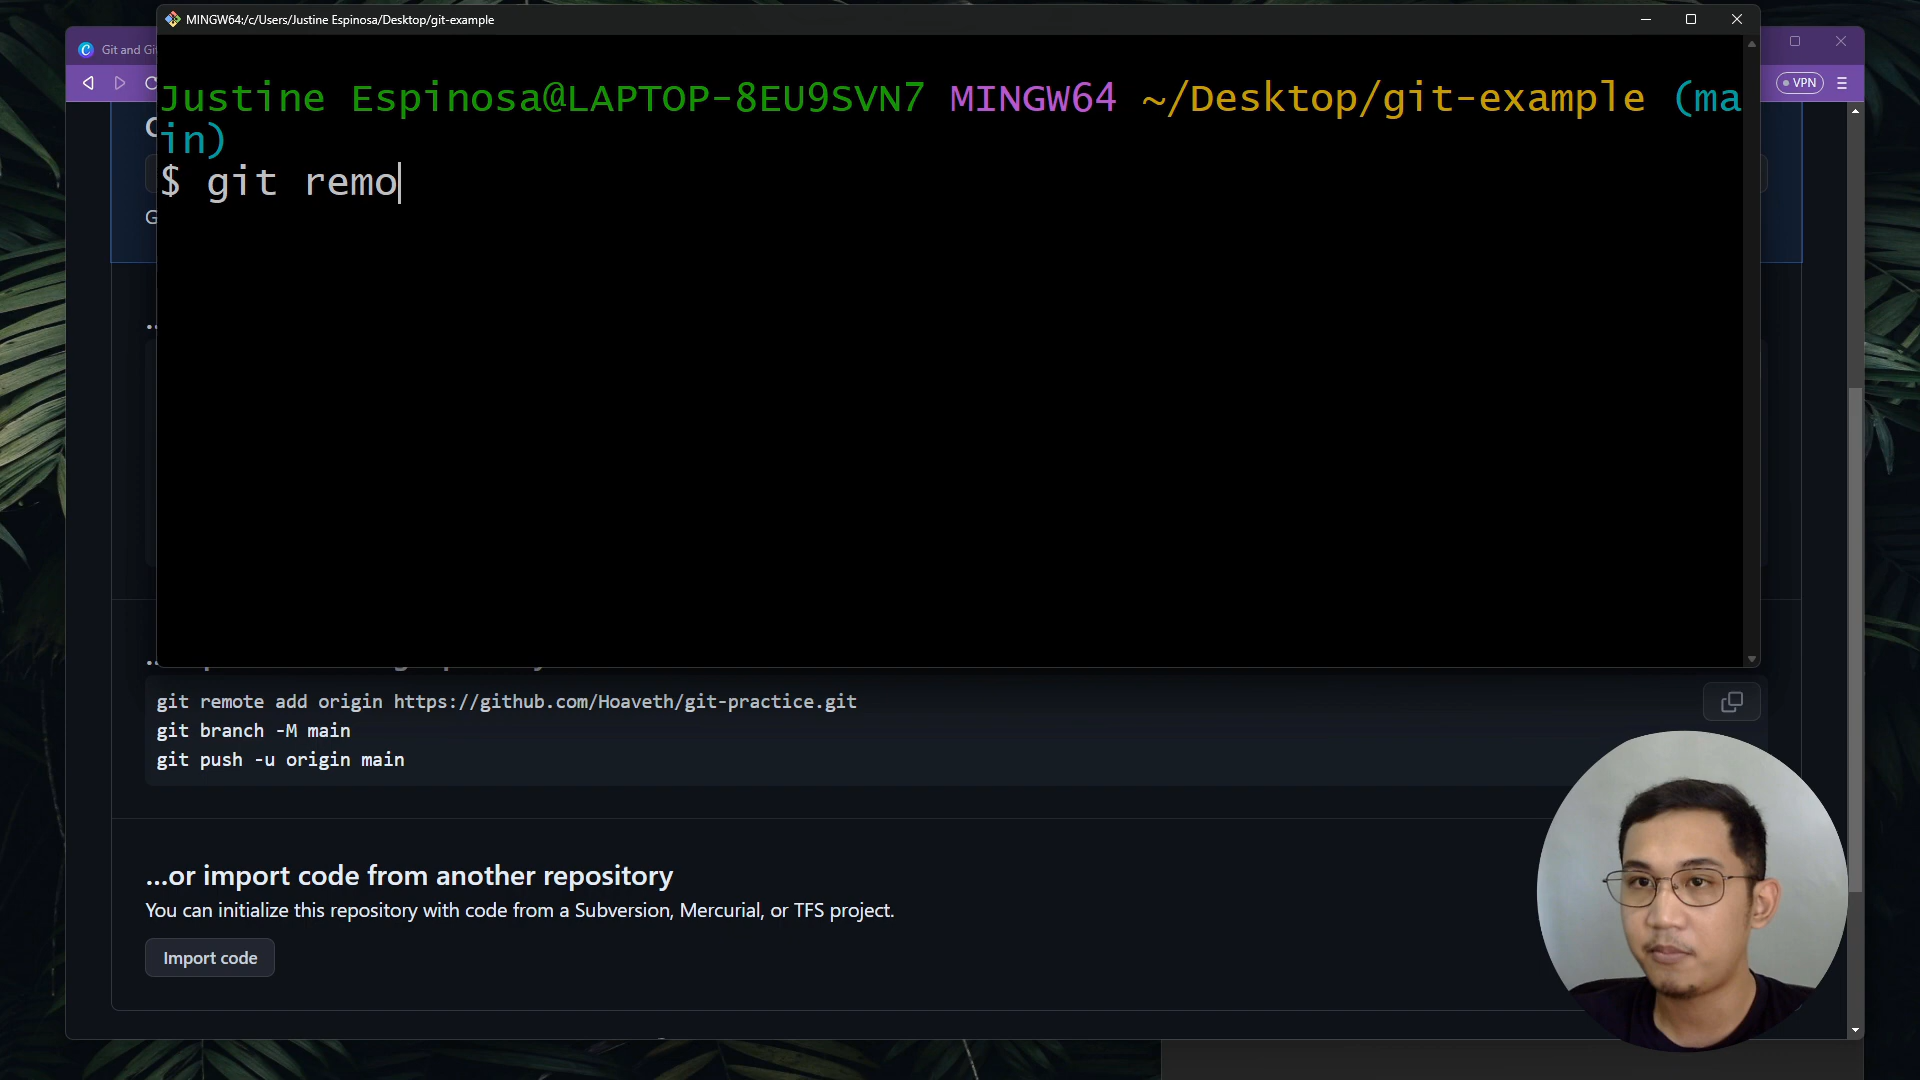 MINGW64:/c/Users/Justine Espinosa/Desktop/git-example
Git and Gi
VPN
Justine Espinosa@LAPTOP-8EU9SVN7 MINGW64 ~/Desktop/git-example (ma
in)
$ git remo
git remote add origin https://github.com/Hoaveth/git-practice.git
git branch -M main
git push -u origin main
...or import code from another repository
You can initialize this repository with code from a Subversion, Mercurial, or TFS project.
Import code